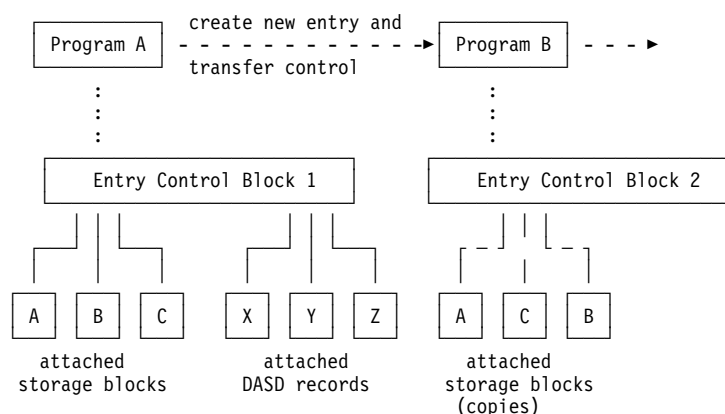 create new entry and
Program A
Program B
transfer control
Entry Control Block 1
Entry Control Block 2
A B C X Y Z A C B
attached
storage blocks
attached
DASD records
attached
storage blocks
(copies)